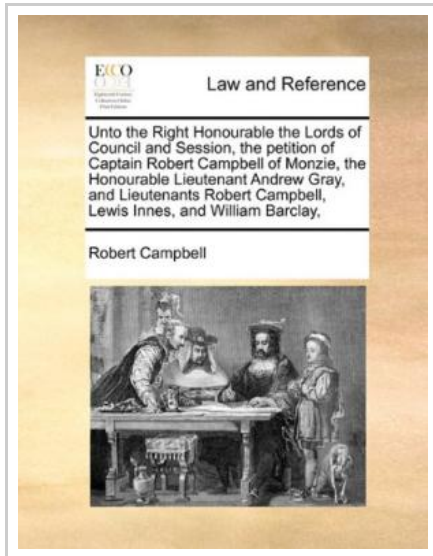 ECCO
Law and Reference
Unto the Right Honourable the Lords of
Council and Session, the petition of
Captain Robert Campbell of Monzie, the
Honourable Lieutenant Andrew Gray,
and Lieutenants Robert Campbell,
Lewis Innes, and William Barclay,
Robert Campbell